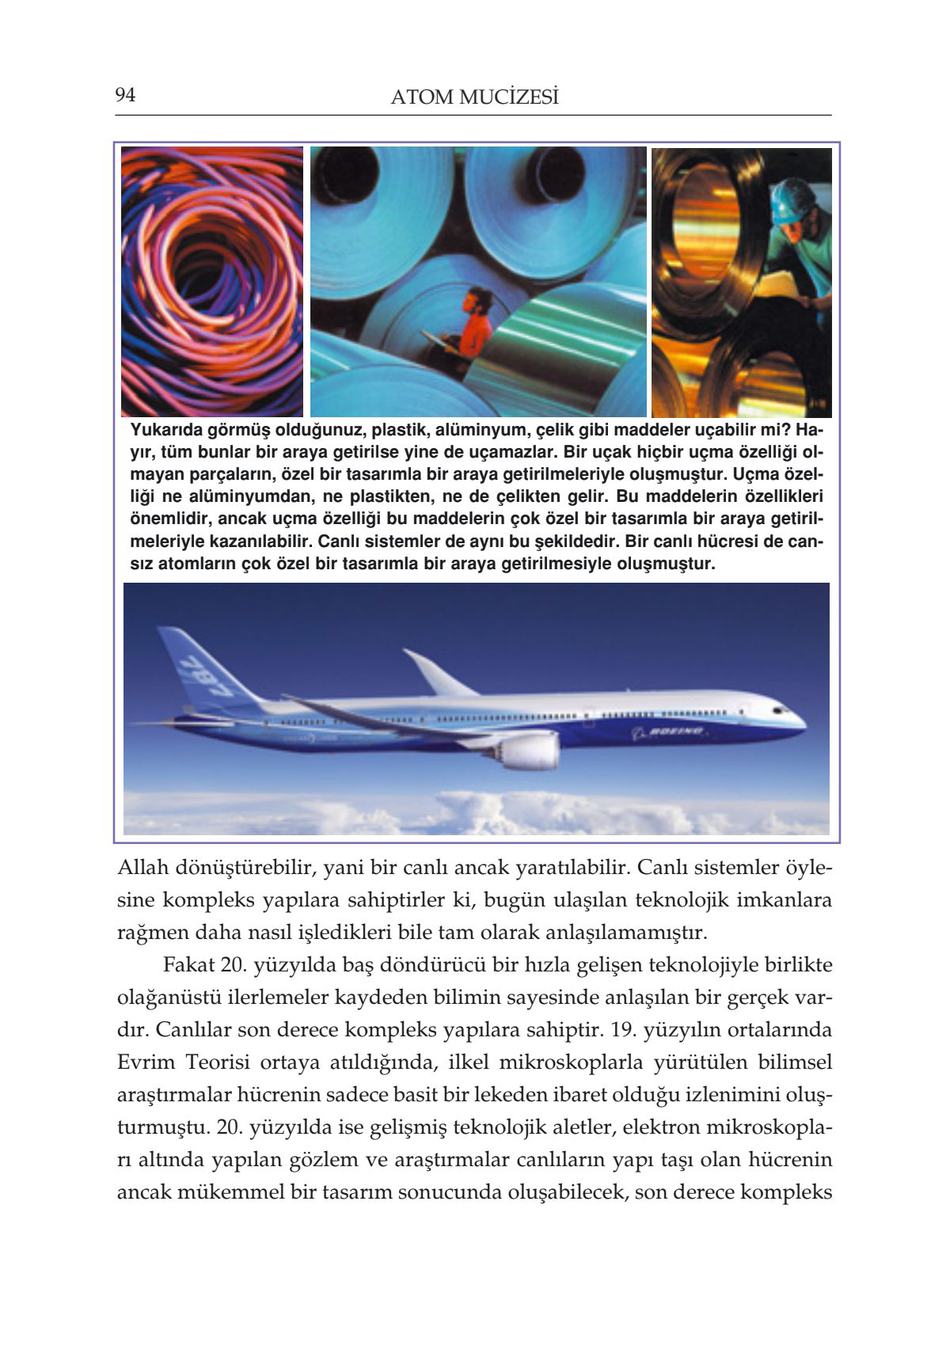 94
ATOM MUCİZESİ
Yukarıda görmüş olduğunuz, plastik, alüminyum, çelik gibi maddeler uçabilir mi? Ha-
yır, tüm bunlar bir araya getirilse yine de uçamazlar. Bir uçak hiçbir uçma özelliği ol-
mayan parçaların, özel bir tasarımla bir araya getirilmeleriyle oluşmuştur. Uçma özel-
liği ne alüminyumdan, ne plastikten, ne de çelikten gelir. Bu maddelerin özellikleri
önemlidir, ancak uçma özelliği bu maddelerin çok özel bir tasarımla bir araya getiril-
meleriyle kazanılabilir. Canlı sistemler de aynı bu şekildedir. Bir canlı hücresi de can-
sız atomların çok özel bir tasarımla bir araya getirilmesiyle oluşmuştur.
787
BOEING
Allah dönüştürebilir, yani bir canlı ancak yaratılabilir. Canlı sistemler öyle-
sine kompleks yapılara sahiptirler ki, bugün ulaşılan teknolojik imkanlara
rağmen daha nasıl işledikleri bile tam olarak anlaşılamamıştır.
Fakat 20. yüzyılda baş döndürücü bir hızla gelişen teknolojiyle birlikte
olağanüstü ilerlemeler kaydeden bilimin sayesinde anlaşılan bir gerçek var-
dır. Canlılar son derece kompleks yapılara sahiptir. 19. yüzyılın ortalarında
Evrim Teorisi ortaya atıldığında, ilkel mikroskoplarla yürütülen bilimsel
araştırmalar hücrenin sadece basit bir lekeden ibaret olduğu izlenimini oluş-
turmuştu. 20. yüzyılda ise gelişmiş teknolojik aletler, elektron mikroskopla-
rı altında yapılan gözlem ve araştırmalar canlıların yapı taşı olan hücrenin
ancak mükemmel bir tasarım sonucunda oluşabilecek, son derece kompleks